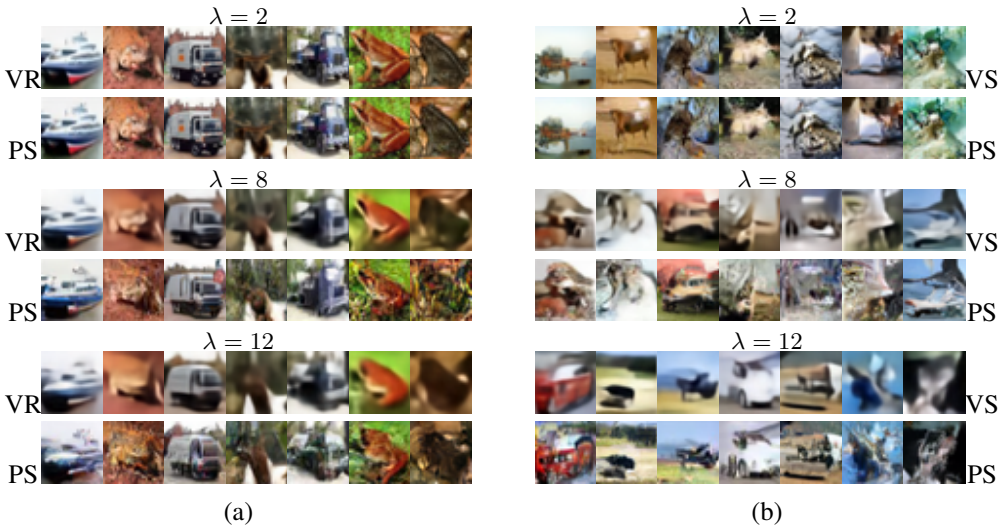 λ = 2
VR
PS
λ = 8
VR
PS
λ = 12
VR
PS
(a)
λ = 2
VS
PS
λ = 8
VS
PS
λ = 12
VS
PS
(b)